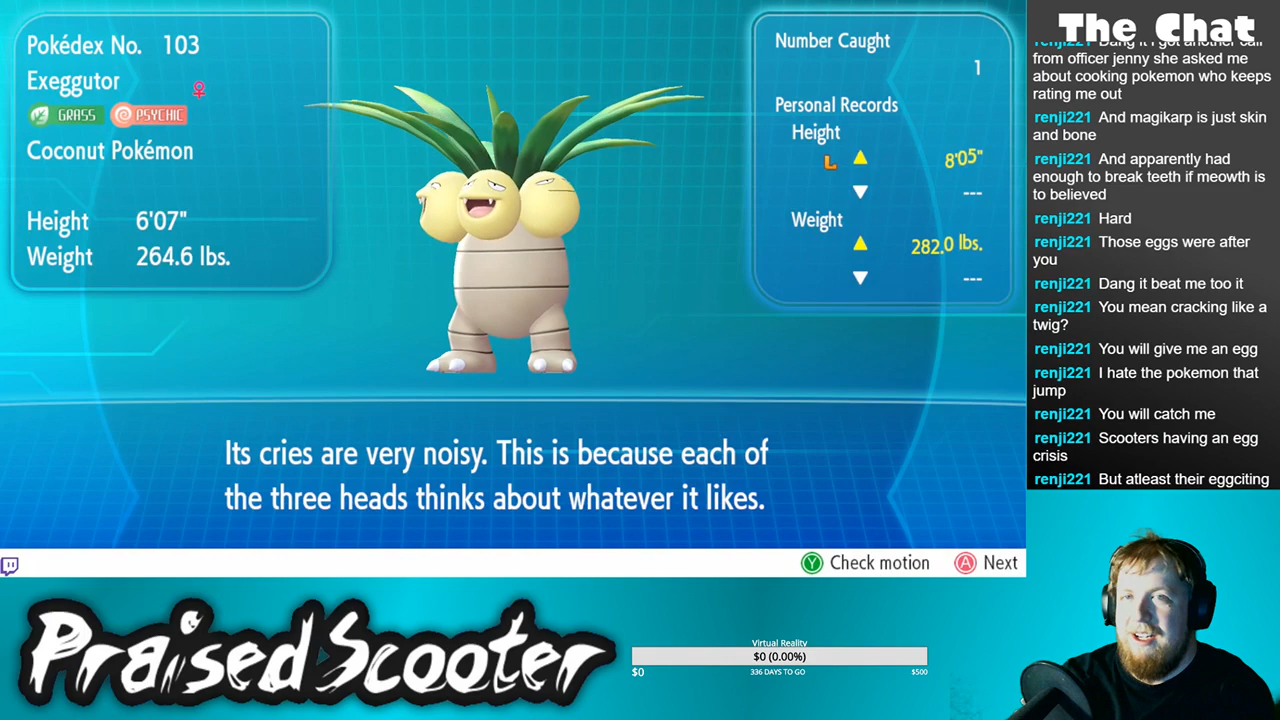 Pokédex No. 103
Exeggutor ♀
GRASS PSYCHIC
Coconut Pokémon
Height 6'07"
Weight 264.6 lbs.
Number Caught
1
Personal Records
Height
L 8'05"
---
Weight
282.0 lbs.
---
Its cries are very noisy. This is because each of
the three heads thinks about whatever it likes.
Y Check motion A Next
The Chat
renji221 Dang it i got another call
from officer jenny she asked me
about cooking pokemon who keeps
rating me out
renji221 And magikarp is just skin
and bone
renji221 And apparently had
enough to break teeth if meowth is
to believed
renji221 Hard
renji221 Those eggs were after
you
renji221 Dang it beat me too it
renji221 You mean cracking like a
twig?
renji221 You will give me an egg
renji221 I hate the pokemon that
jump
renji221 You will catch me
renji221 Scooters having an egg
crisis
renji221 But atleast their eggciting
PraisedScooter
Virtual Reality
$0 (0.00%)
$0 336 DAYS TO GO $500